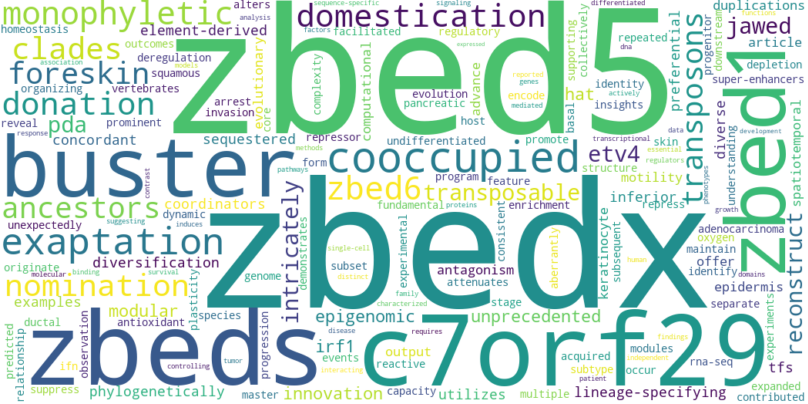 monophyletic
alters
sequence-specific
signaling
differentiated
duplications
homeostasis
analysis
element-derived
factors
facilitated
domestication
functions
clades
outcomes
deregulation
regulatory
repeated
progenitor
jawed
foreskin
squamous
evolutionary
core
zbed5
supporting
collectively
dna
downstream
article
association
organizing
vertebrates
complexity
computational
expressed
preferential
transposons
depletion
models
arrest
evolution
advance
reported
genes
actively
identity
insights
super-enhancers
donation
invasion
pancreatic
encode
mediated
hat
diverse
understanding
zbed1
spatiotemporal
reveal
prominent
host
basal
transcriptional
data
essential
regulators
phenotypes
development
pda
concordant
sequestered
repressor
undifferentiated
promote
skin
response
methods
form
cooccupied
etv4
structure
motility
buster
contrast
pathways
program
feature
zbed6
transposable
inferior
repress
growth
ancestors
coordinators
intricately
demonstrates
fundamental
proteins
enrichment
suggesting
unexpectedly
dynamic
induces
consistent
experimental
keratinocyte
subsequent
adenocarcinoma
oxygen
exaptation
zbedx
single-cell
aberrantly
human
maintain
offer
reconstruct
diversification
subset
antagonism
domains
identify
originate
molecular
binding
survival
genome
distinct
attenuates
epidermis
nomination
plasticity
family
characterized
stage
separate
examples
modular
species
epigenomic
unprecedented
experiments
ductal
antioxidant
disease
requires
c7orf29
zbeds
progression
irf1
output
acquired
modules
findings
predicted
relationship
ifn
observation
controlling
tumor
events
reactive
interacting
subtype
independent
occur
rna-seq
tfs
patient
expanded
suppress
phylogenetically
master
innovation
capacity
utilizes
multiple
lineage-specifying
contributed